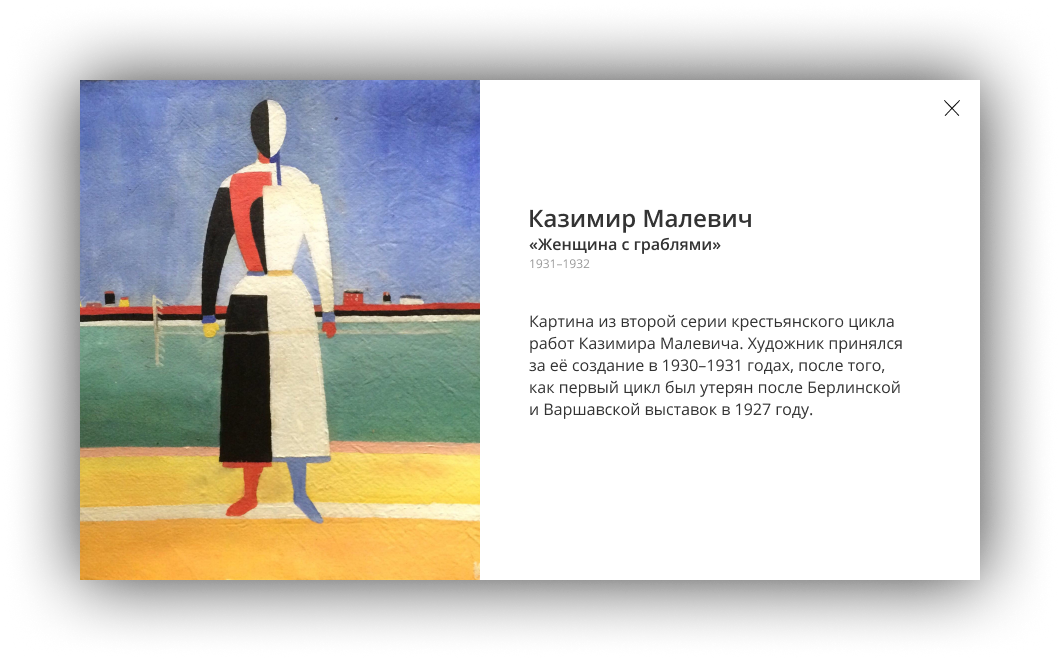 Казимир Малевич
«Женщина с граблями»
1931–1932
Картина из второй серии крестьянского цикла
работ Казимира Малевича. Художник принялся
за её создание в 1930–1931 годах, после того,
как первый цикл был утерян после Берлинской
и Варшавской выставок в 1927 году.